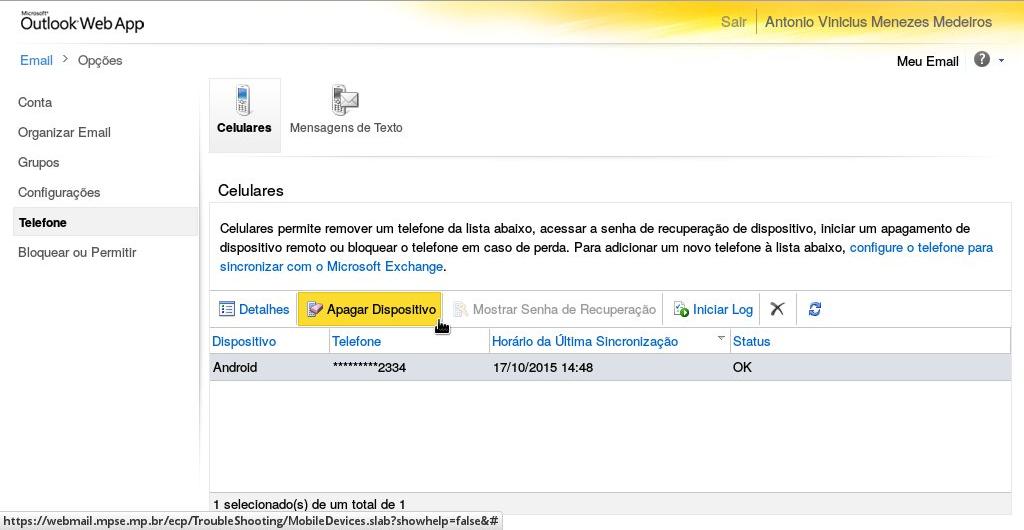 Microsoft®
Outlook Web App
Sair
Antonio Vinicius Menezes Medeiros
Email > Opções
Meu Email
?
Conta
Organizar Email
Grupos
Configurações
Telefone
Bloquear ou Permitir
Celulares
Mensagens de Texto
Celulares
Celulares permite remover um telefone da lista abaixo, acessar a senha de recuperação de dispositivo, iniciar um apagamento de
dispositivo remoto ou bloquear o telefone em caso de perda. Para adicionar um novo telefone à lista abaixo, configure o telefone para
sincronizar com o Microsoft Exchange.
Detalhes
Apagar Dispositivo
Mostrar Senha de Recuperação
Iniciar Log
Dispositivo
Telefone
Horário da Última Sincronização
Status
Android
*********2334
17/10/2015 14:48
OK
1 selecionado(s) de um total de 1
https://webmail.mpse.mp.br/ecp/TroubleShooting/MobileDevices.slab?showhelp=false&#